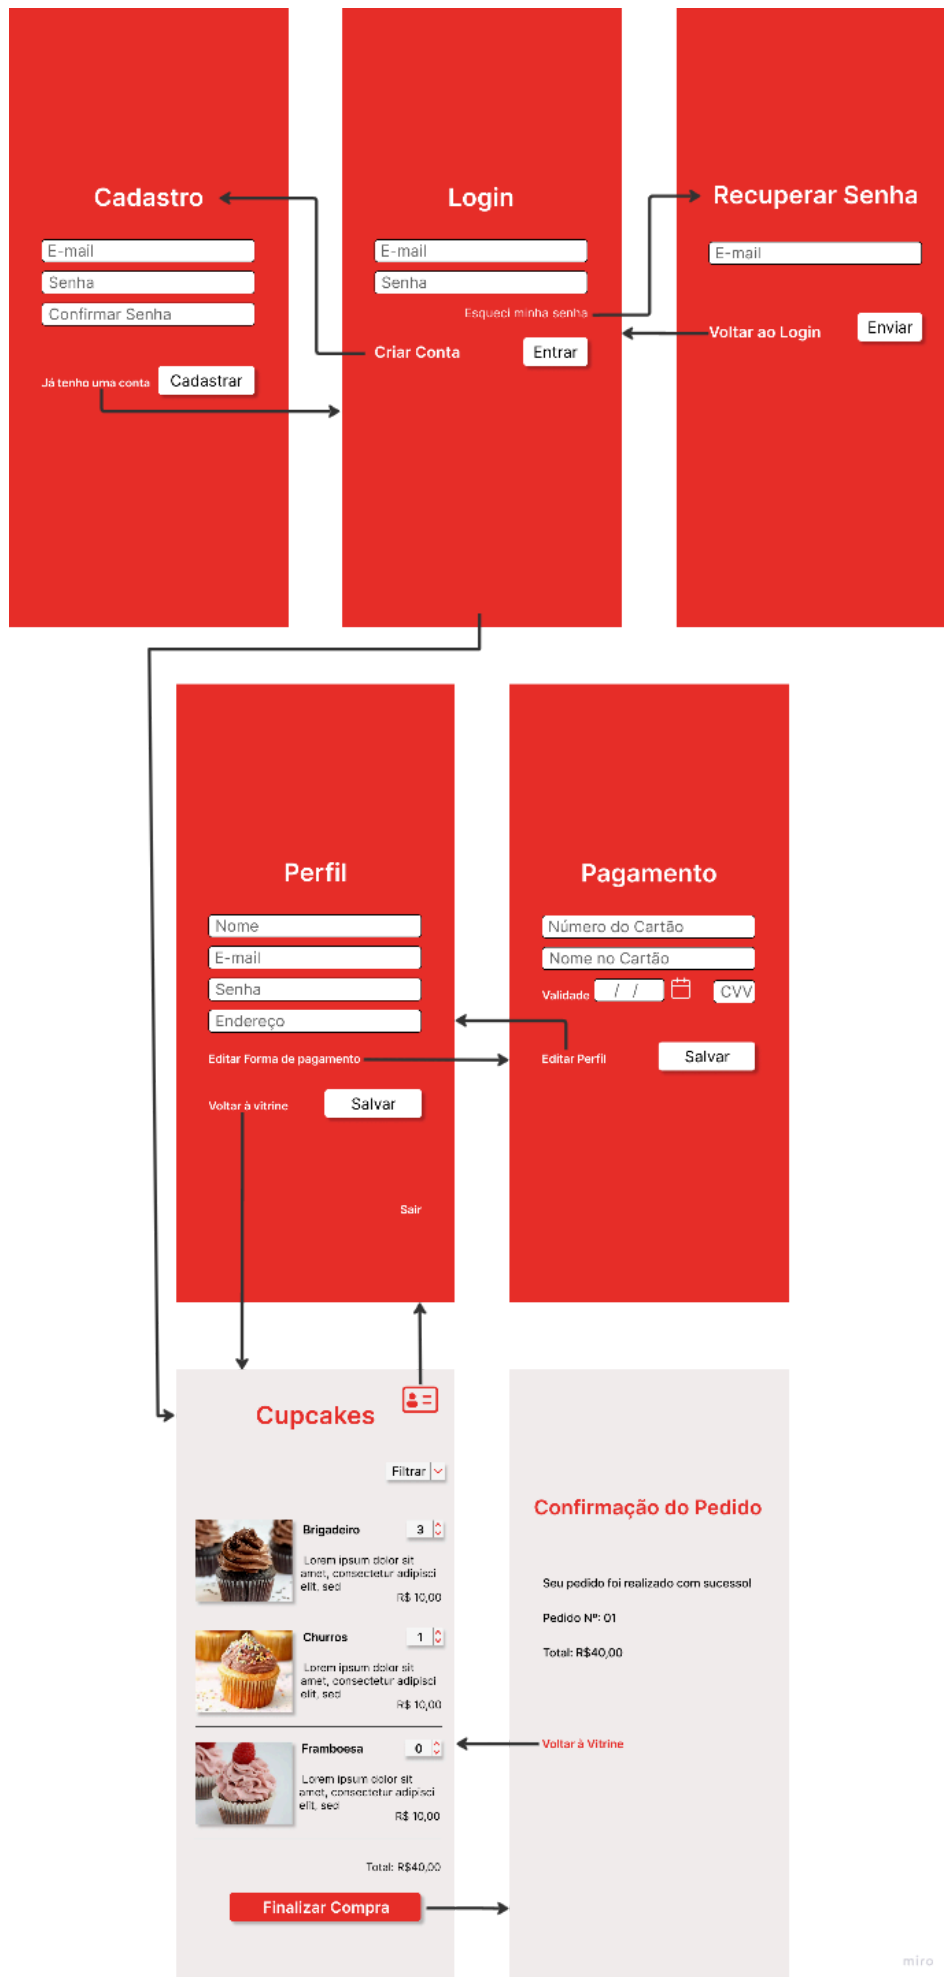 Cadastro
E-mail
Senha
Confirmar Senha
Já tenho uma conta
Cadastrar
Login
E-mail
Senha
Esqueci minha senha
Criar Conta
Entrar
Recuperar Senha
E-mail
Voltar ao Login
Enviar
Perfil
Nome
E-mail
Senha
Endereço
Editar Forma de pagamento
Voltar à vitrine
Salvar
Sair
Pagamento
Número do Cartão
Nome no Cartão
Validade / /
CVV
Editar Perfil
Salvar
Cupcakes
Filtrar
Brigadeiro 3
Lorem ipsum dolor sit
amet, consectetur adipisci
elit, sed
R$ 10,00
Churros 1
Lorem ipsum dolor sit
amet, consectetur adipisci
elit, sed
R$ 10,00
Framboesa 0
Lorem ipsum dolor sit
amet, consectetur adipisci
elit, sed
R$ 10,00
Total: R$40,00
Finalizar Compra
Confirmação do Pedido
Seu pedido foi realizado com sucesso!
Pedido Nº: 01
Total: R$40,00
Voltar à Vitrine
miro